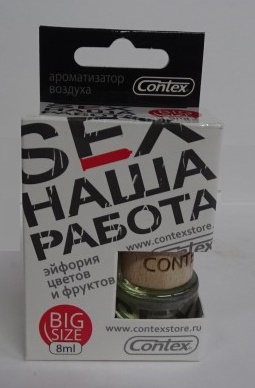 ароматизатор
воздуха
Contex
SEX
НАША
РАБОТА
www.contexstore.ru
эйфория
цветов
и фруктов
CONT
BIG
SIZE
8ml
www.contexstore.ru
Contex